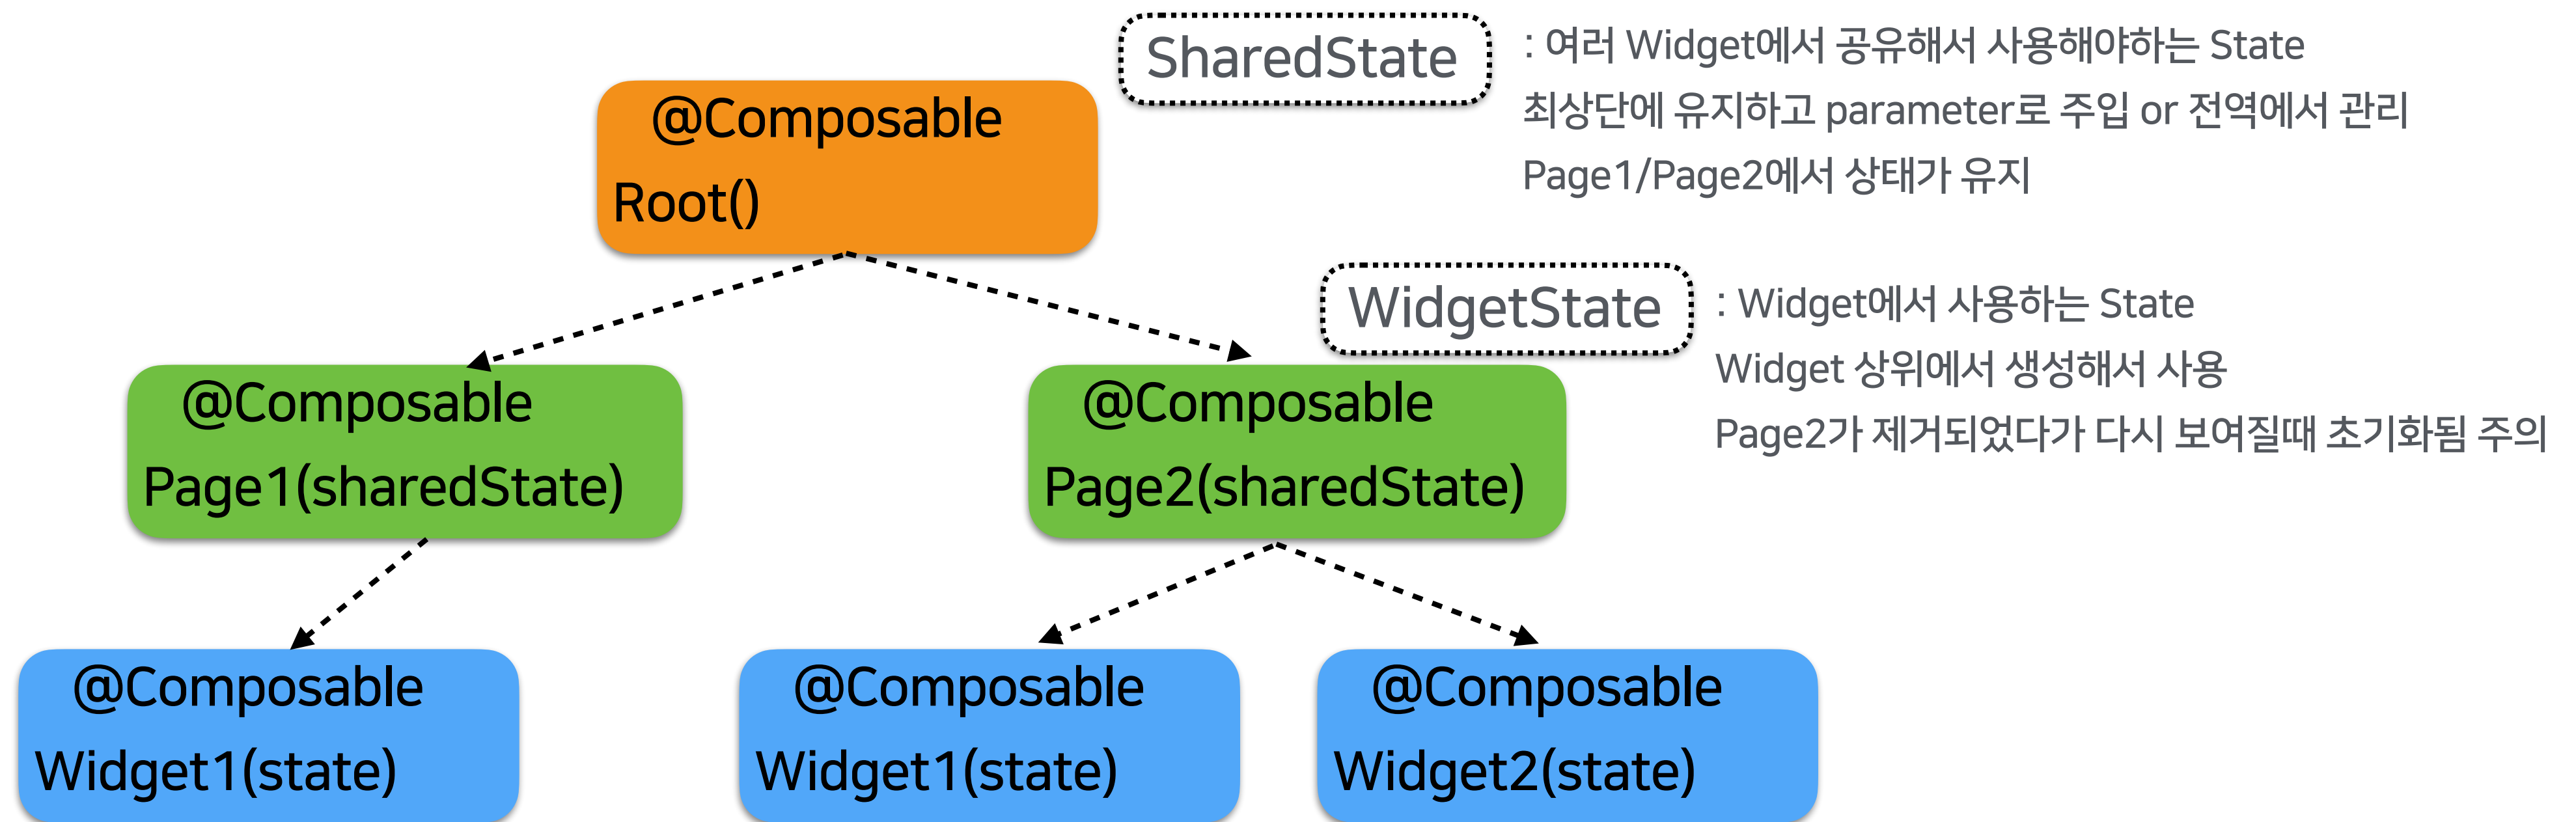 SharedState
: 여러 Widget에서 공유해서 사용해야하는 State
최상단에 유지하고 parameter로 주입 or 전역에서 관리
Page1/Page2에서 상태가 유지
@Composable
Root()
WidgetState
: Widget에서 사용하는 State
Widget 상위에서 생성해서 사용
Page2가 제거되었다가 다시 보여질때 초기화됨 주의
@Composable
Page1(sharedState)
@Composable
Page2(sharedState)
@Composable
Widget1(state)
@Composable
Widget1(state)
@Composable
Widget2(state)